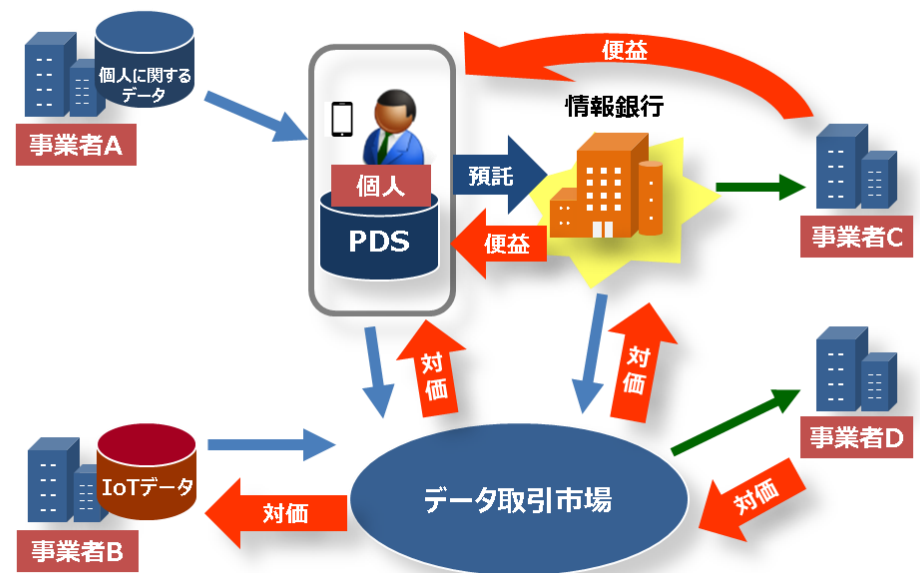 個人に関する
データ
事業者A
便益
情報銀行
個人
PDS
預託
便益
事業者C
対
価
対
価
IoTデータ
事業者B
対価
データ取引市場
事業者D
対価